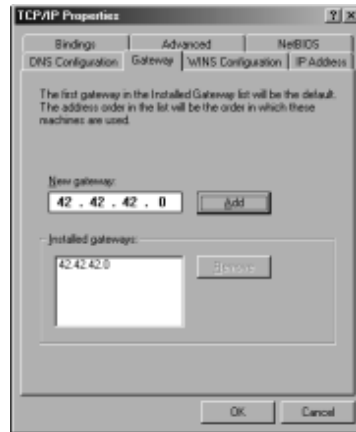 TCP/IP Properties
Bindings Advanced NetBIOS
DNS Configuration Gateway WINS Configuration IP Address
The first gateway in the Installed Gateway list will be the default.
The address order in the list will be the order in which these
machines are used.
New gateway:
42 . 42 . 42 . 0 Add
Installed gateways:
42.42.42.0 Remove
OK Cancel